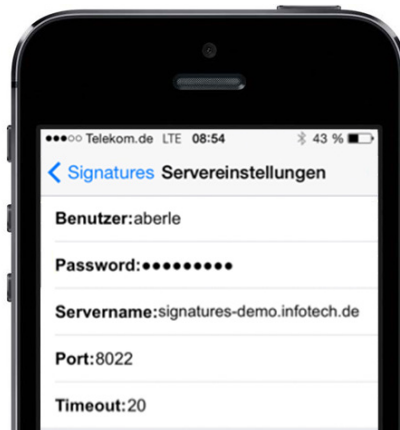 ●●●○○ Telekom.de LTE 08:54 43 %
Signatures Servereinstellungen
Benutzer:aberle
Password:●●●●●●●●●
Servername:signatures-demo.infotech.de
Port:8022
Timeout:20